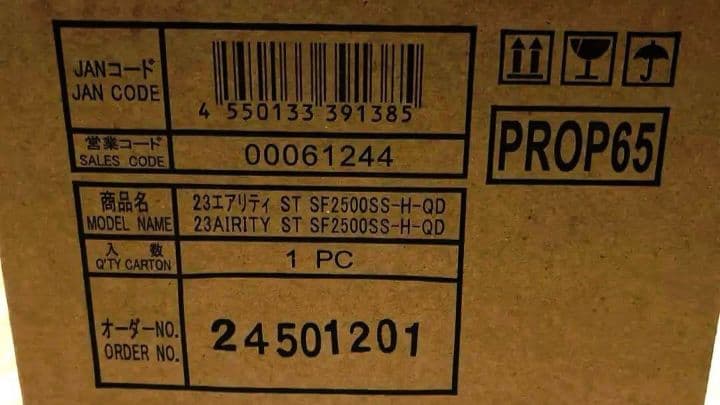 JANコード
JAN CODE
4 550133 391385
営業コード
SALES CODE
00061244
商品名
MODEL NAME
23エアリティ ST SF2500SS-H-QD
23AIRITY ST SF2500SS-H-QD
入 数
Q'TY CARTON
1 PC
オーダーNO.
ORDER NO.
24501201
PROP65